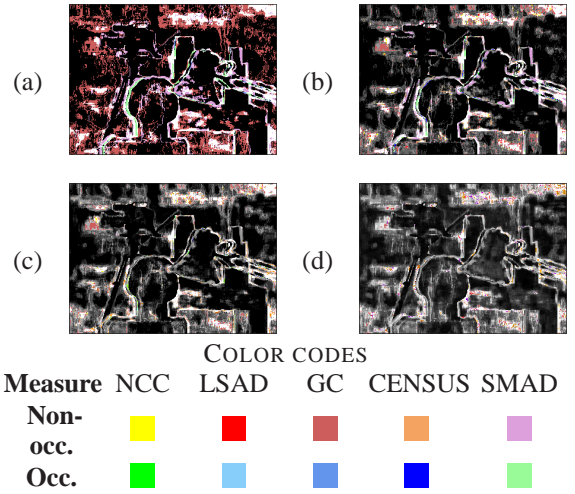 (a) (b)
(c) (d)
COLOR CODES
Measure NCC LSAD GC CENSUS SMAD
Non-
occ.
Occ.